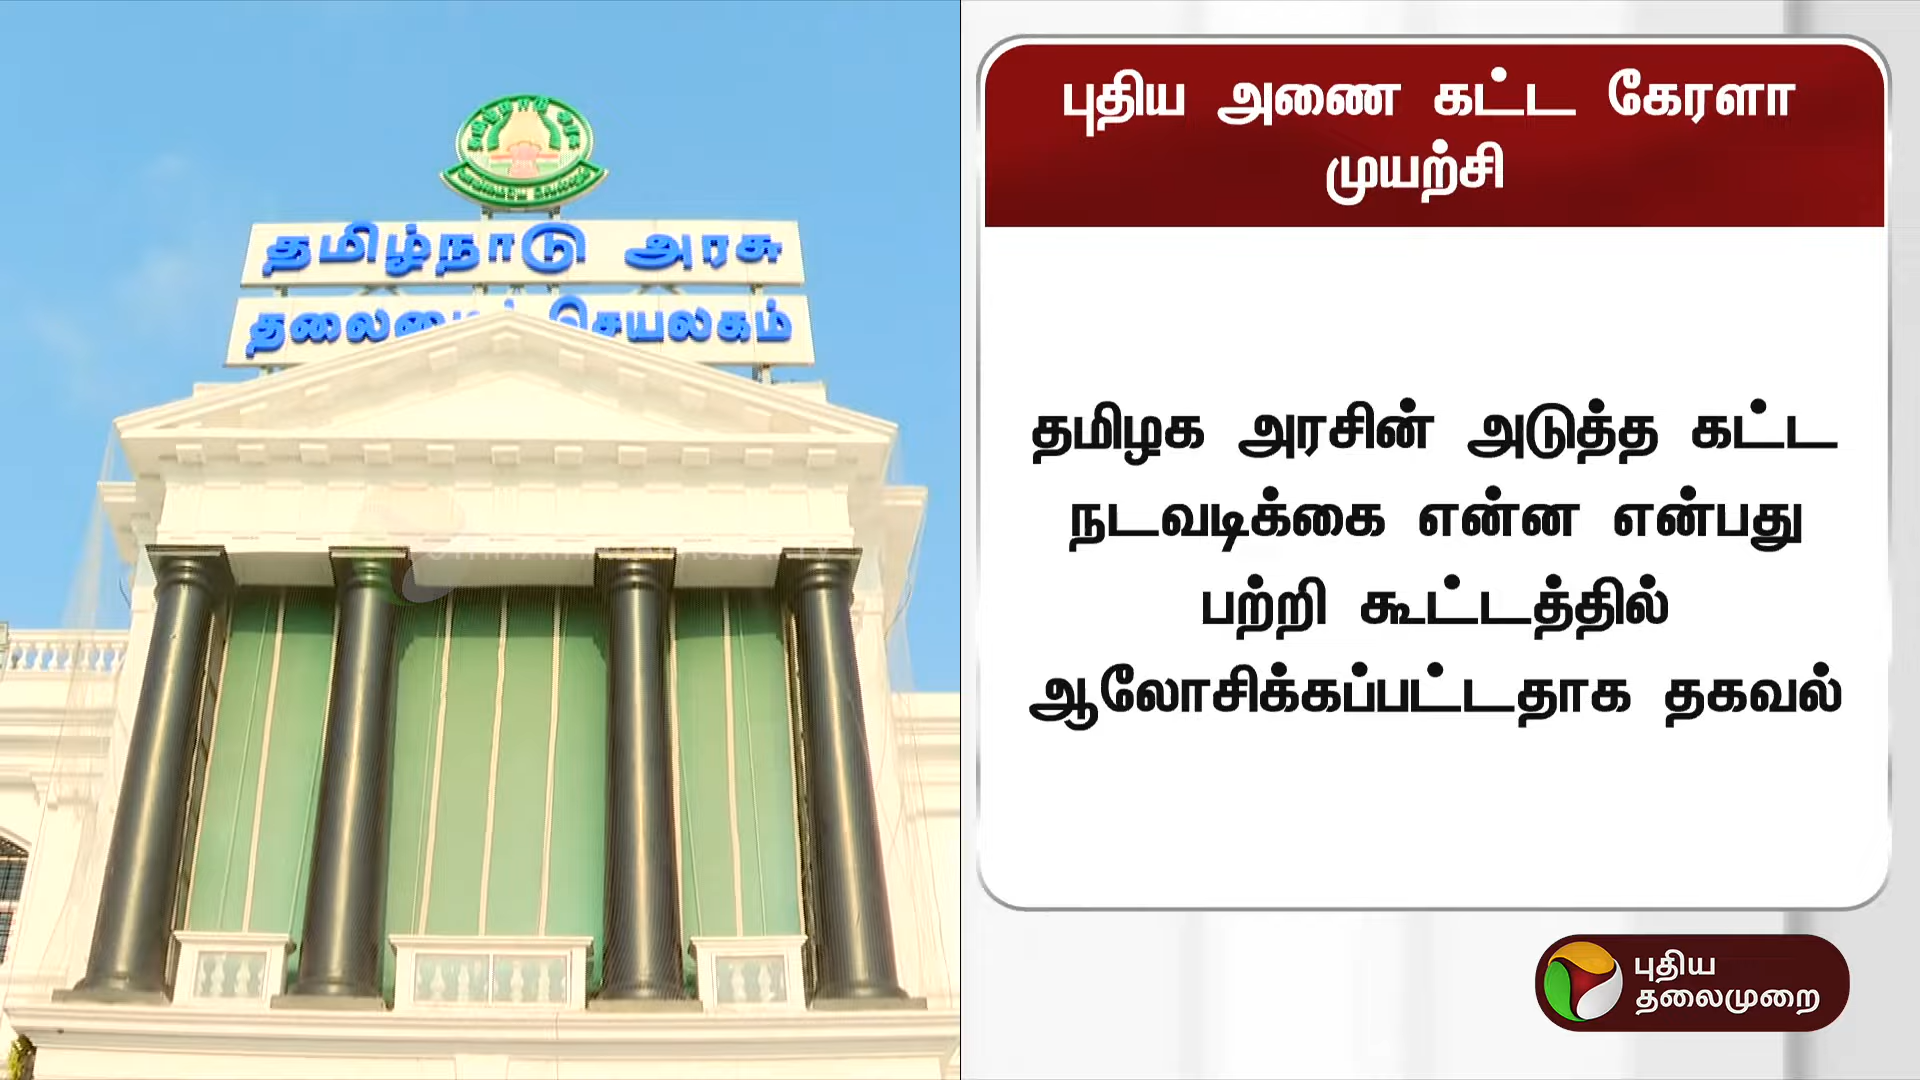 தமிழ்நாடு அரசு
செயலகம்
புதிய அணை கட்ட கேரளா
முயற்சி
தமிழக அரசின் அடுத்த கட்ட
நடவடிக்கை என்ன என்பது
பற்றி கூட்டத்தில்
ஆலோசிக்கப்பட்டதாக தகவல்
புதிய
தலைமுறை